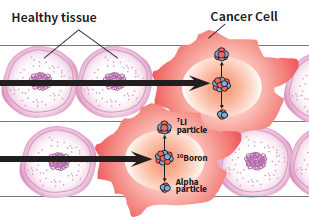 Healthy tissue
Cancer Cell
⁷LI
particle
¹⁰Boron
Alpha
particle